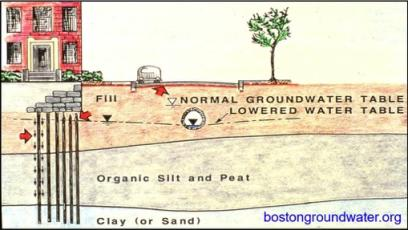 Fill
NORMAL GROUNDWATER TABLE
LOWERED WATER TABLE
Organic Silt and Peat
Clay (or Sand)
bostongroundwater.org